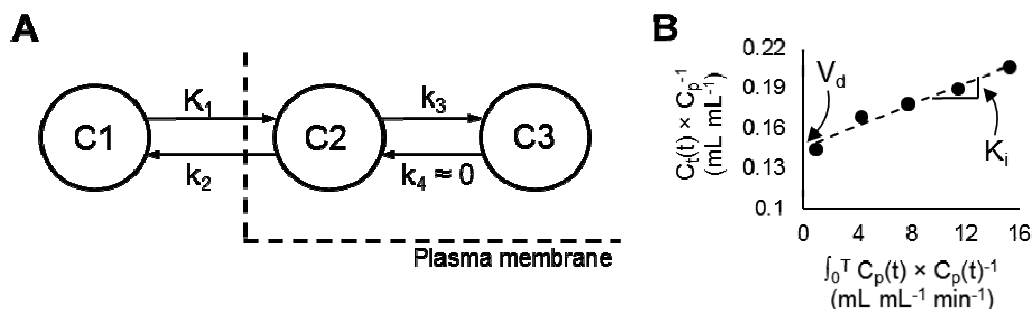 A
C1
K₁
k₂
C2
k₃
k₄ ≈ 0
C3
Plasma membrane
B
Cₜ(t) × Cₚ⁻¹
(mL mL⁻¹)
0.22
0.19
0.16
0.13
0.1
V_d
Kᵢ
0 4 8 12 16
∫₀ᵀ Cₚ(t) × Cₚ(t)⁻¹
(mL mL⁻¹ min⁻¹)